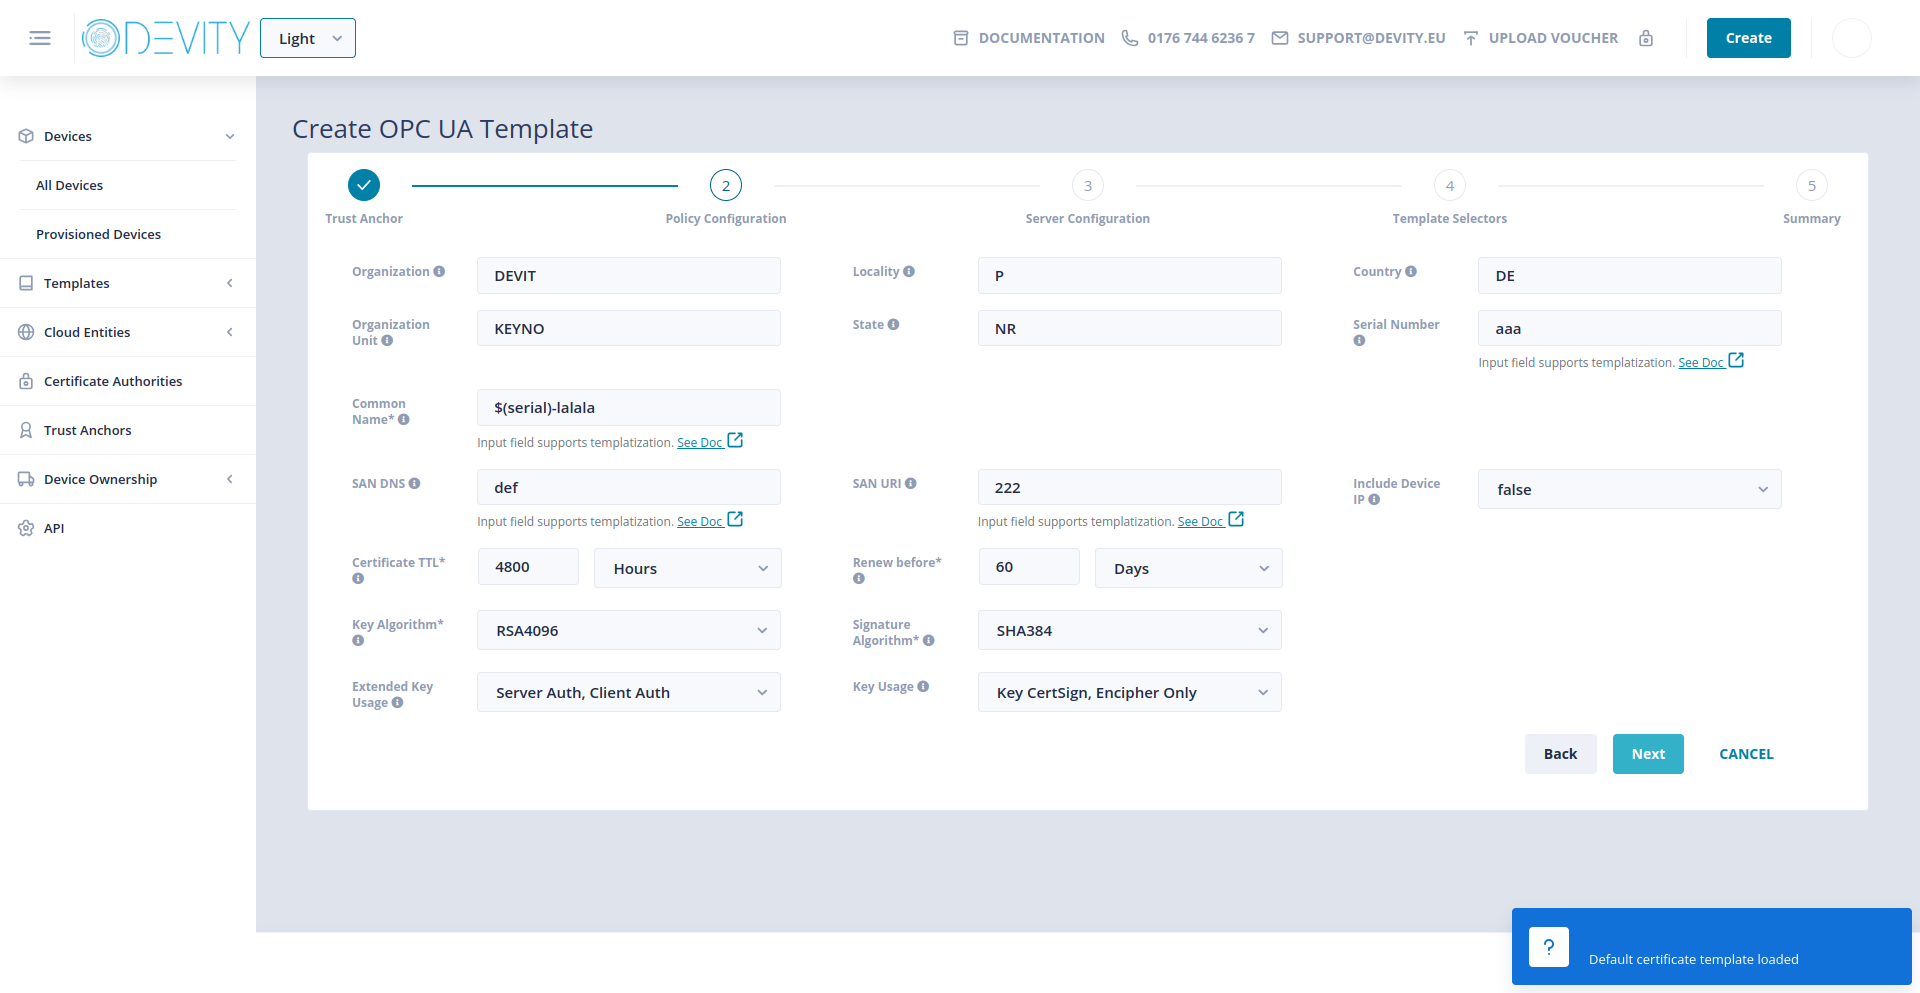 DEVITY
Light
DOCUMENTATION
0176 744 6236 7
SUPPORT@DEVITY.EU
UPLOAD VOUCHER
Create
Devices
All Devices
Provisioned Devices
Templates
Cloud Entities
Certificate Authorities
Trust Anchors
Device Ownership
API
Create OPC UA Template
2
3
4
5
Trust Anchor
Policy Configuration
Server Configuration
Template Selectors
Summary
Organization
DEVIT
Locality
P
Country
DE
Organization
Unit
KEYNO
State
NR
Serial Number
aaa
Input field supports templatization. See Doc
Common
Name*
$(serial)-lalala
Input field supports templatization. See Doc
SAN DNS
def
Input field supports templatization. See Doc
SAN URI
222
Input field supports templatization. See Doc
Include Device
IP
false
Certificate TTL*
4800
Hours
Renew before*
60
Days
Key Algorithm*
RSA4096
Signature
Algorithm*
SHA384
Extended Key
Usage
Server Auth, Client Auth
Key Usage
Key CertSign, Encipher Only
Back
Next
CANCEL
?
Default certificate template loaded